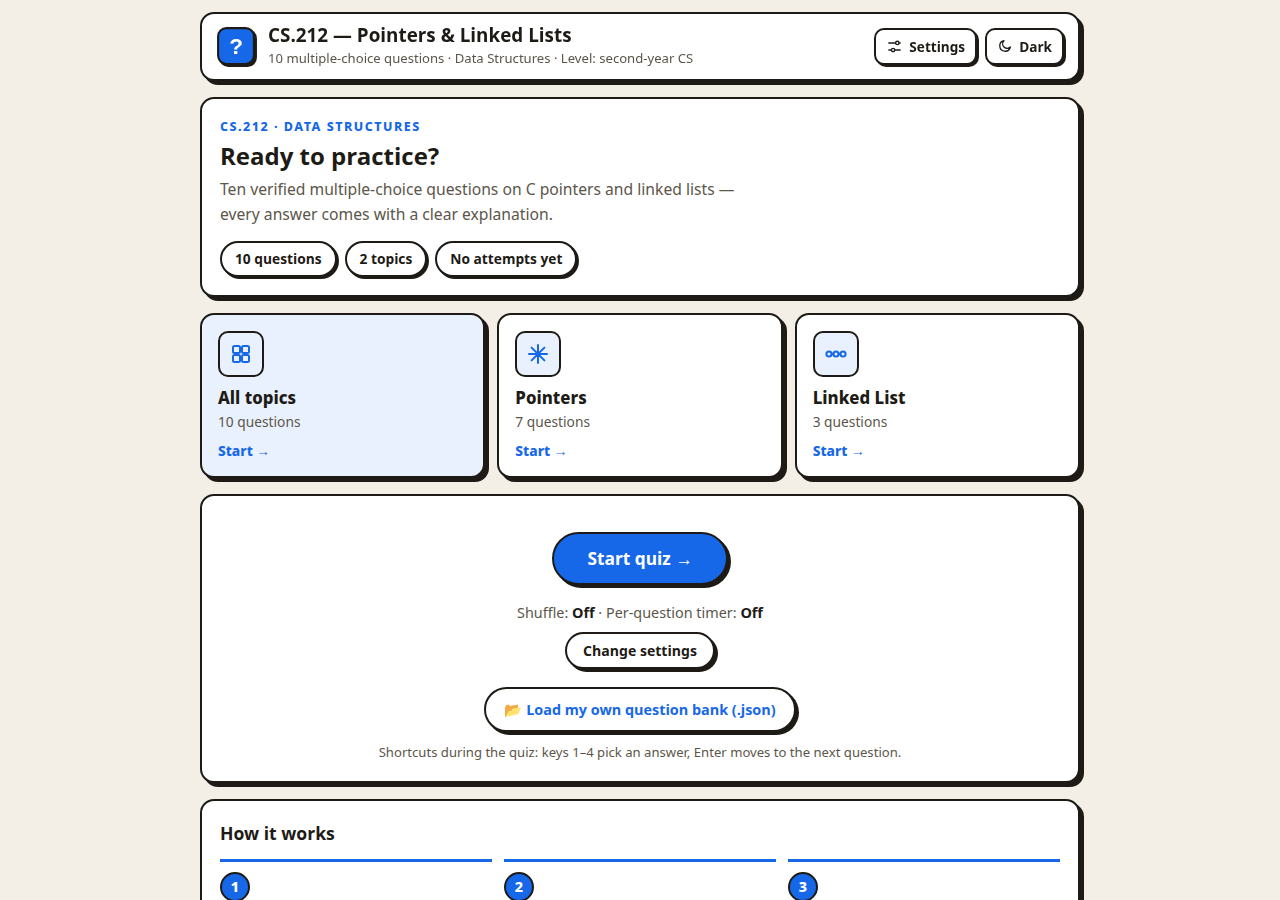 ?
CS.212 — Pointers & Linked Lists
10 multiple-choice questions · Data Structures · Level: second-year CS
Settings
Dark
CS.212 · DATA STRUCTURES
Ready to practice?
Ten verified multiple-choice questions on C pointers and linked lists —
every answer comes with a clear explanation.
10 questions
2 topics
No attempts yet
All topics
10 questions
Start →
Pointers
7 questions
Start →
Linked List
3 questions
Start →
Start quiz →
Shuffle: Off · Per-question timer: Off
Change settings
📂 Load my own question bank (.json)
Shortcuts during the quiz: keys 1–4 pick an answer, Enter moves to the next question.
How it works
1
2
3